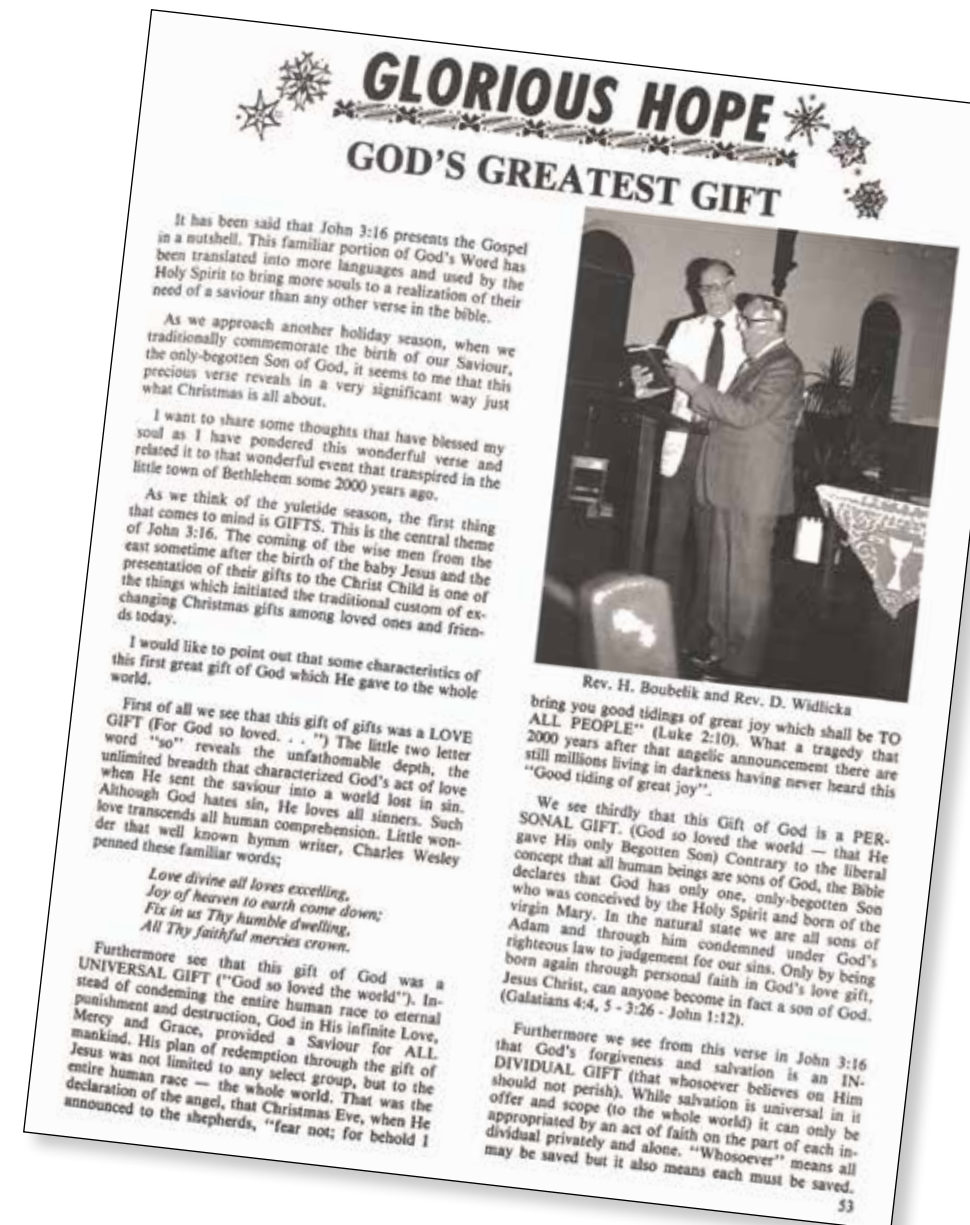 GLORIOUS HOPE
GOD'S GREATEST GIFT
It has been said that John 3:16 presents the Gospel
in a nutshell. This familiar portion of God's Word has
been translated into more languages and used by the
Holy Spirit to bring more souls to a realization of their
need of a saviour than any other verse in the bible.
As we approach another holiday season, when we
traditionally commemorate the birth of our Saviour,
the only-begotten Son of God, it seems to me that this
precious verse reveals in a very significant way just
what Christmas is all about.
I want to share some thoughts that have blessed my
soul as I have pondered this wonderful verse and
related it to that wonderful event that transpired in the
little town of Bethlehem some 2000 years ago.
As we think of the yuletide season, the first thing
that comes to mind is GIFTS. This is the central theme
of John 3:16. The coming of the wise men from the
east sometime after the birth of the baby Jesus and the
presentation of their gifts to the Christ Child is one of
the things which initiated the traditional custom of ex-
changing Christmas gifts among loved ones and frien-
ds today.
I would like to point out that some characteristics of
this first great gift of God which He gave to the whole
world.
First of all we see that this gift of gifts was a LOVE
GIFT (For God so loved. . . ") The little two letter
word "so" reveals the unfathomable depth, the
unlimited breadth that characterized God's act of love
when He sent the saviour into a world lost in sin.
Although God hates sin, He loves all sinners. Such
love transcends all human comprehension. Little won-
der that well known hymm writer, Charles Wesley
penned these familiar words;
Love divine all loves excelling,
Joy of heaven to earth come down;
Fix in us Thy humble dwelling,
All Thy faithful mercies crown.
Furthermore see that this gift of God was a
UNIVERSAL GIFT ("God so loved the world"). In-
stead of condeming the entire human race to eternal
punishment and destruction, God in His infinite Love,
Mercy and Grace, provided a Saviour for ALL
mankind. His plan of redemption through the gift of
Jesus was not limited to any select group, but to the
entire human race — the whole world. That was the
declaration of the angel, that Christmas Eve, when He
announced to the shepherds, "fear not; for behold I
Rev. H. Boubelik and Rev. D. Widlicka
bring you good tidings of great joy which shall be TO
ALL PEOPLE" (Luke 2:10). What a tragedy that
2000 years after that angelic announcement there are
still millions living in darkness having never heard this
"Good tiding of great joy".
We see thirdly that this Gift of God is a PER-
SONAL GIFT. (God so loved the world — that He
gave His only Begotten Son) Contrary to the liberal
concept that all human beings are sons of God, the Bible
declares that God has only one, only-begotten Son
who was conceived by the Holy Spirit and born of the
virgin Mary. In the natural state we are all sons of
Adam and through him condemned under God's
righteous law to judgement for our sins. Only by being
born again through personal faith in God's love gift,
Jesus Christ, can anyone become in fact a son of God.
(Galatians 4:4, 5 - 3:26 - John 1:12).
Furthermore we see from this verse in John 3:16
that God's forgiveness and salvation is an IN-
DIVIDUAL GIFT (that whosoever believes on Him
should not perish). While salvation is universal in it
offer and scope (to the whole world) it can only be
appropriated by an act of faith on the part of each in-
dividual privately and alone. "Whosoever" means all
may be saved but it also means each must be saved.
53